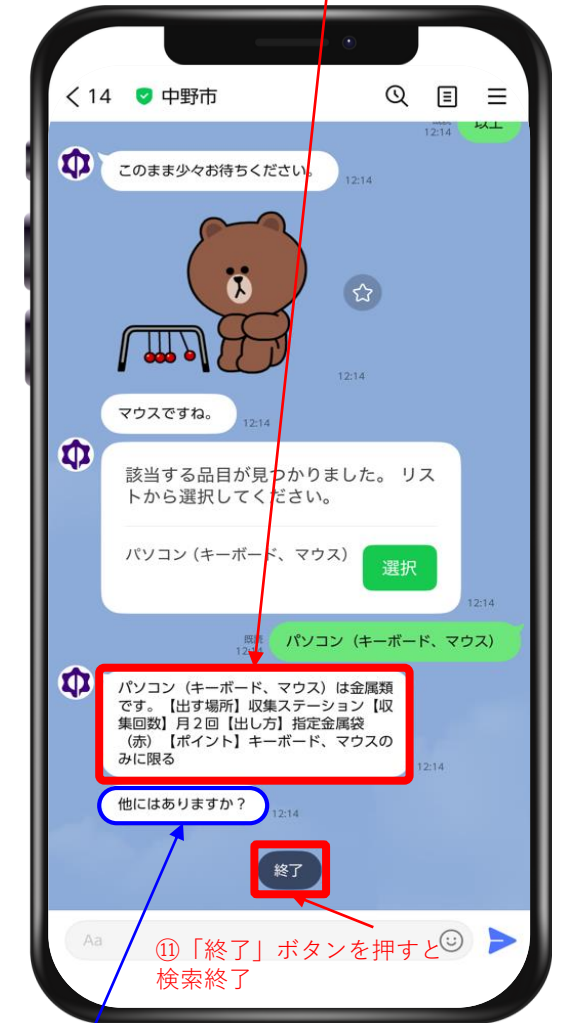 14 中野市
以上
既読
12:14
このまま少々お待ちください。
12:14
12:14
マウスですね。
12:14
該当する品目が見つかりました。 リス
トから選択してください。
パソコン（キーボード、マウス）
選択
12:14
既読
12:14
パソコン（キーボード、マウス）
パソコン（キーボード、マウス）は金属類
です。【出す場所】収集ステーション【収
集回数】月２回【出し方】指定金属袋
（赤）【ポイント】キーボード、マウスの
みに限る
12:14
他にはありますか？
12:14
終了
Aa
⑪「終了」ボタンを押すと
検索終了